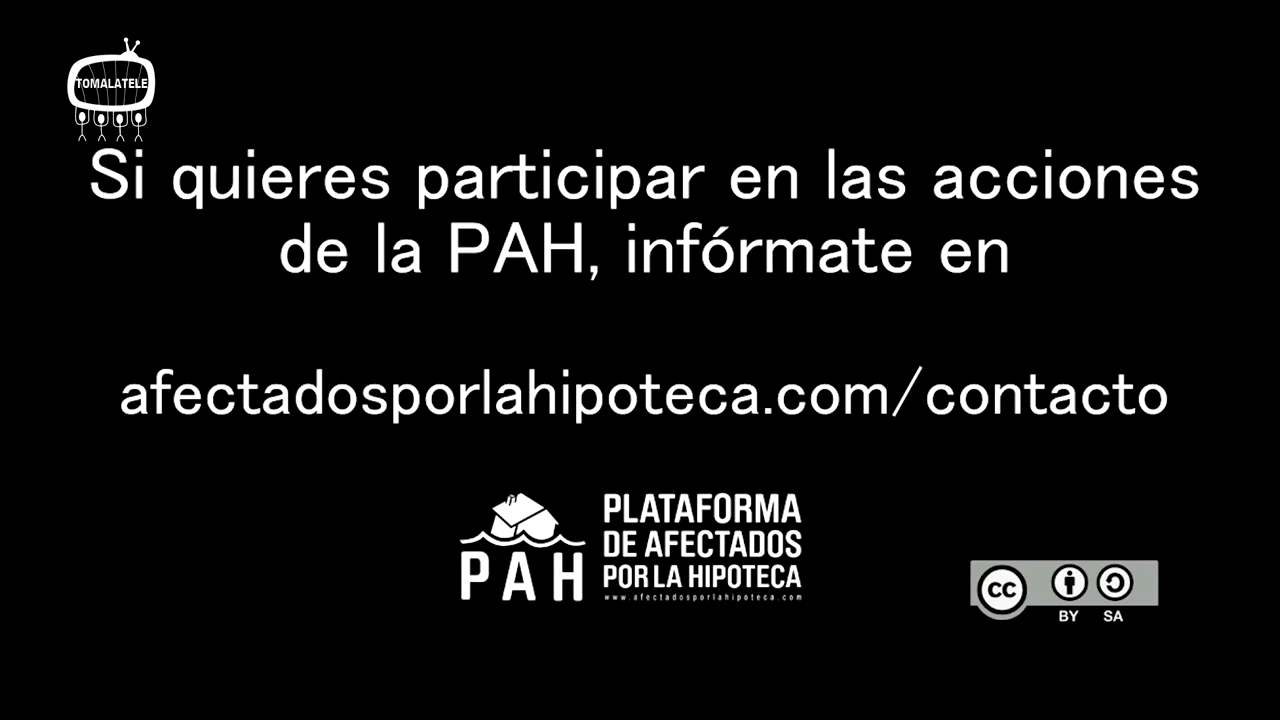 TOMALATELE
Si quieres participar en las acciones
de la PAH, infórmate en
afectadosporlahipoteca.com/contacto
PAH
PLATAFORMA
DE AFECTADOS
POR LA HIPOTECA
www.afectadosporlahipoteca.com
cc
BY SA